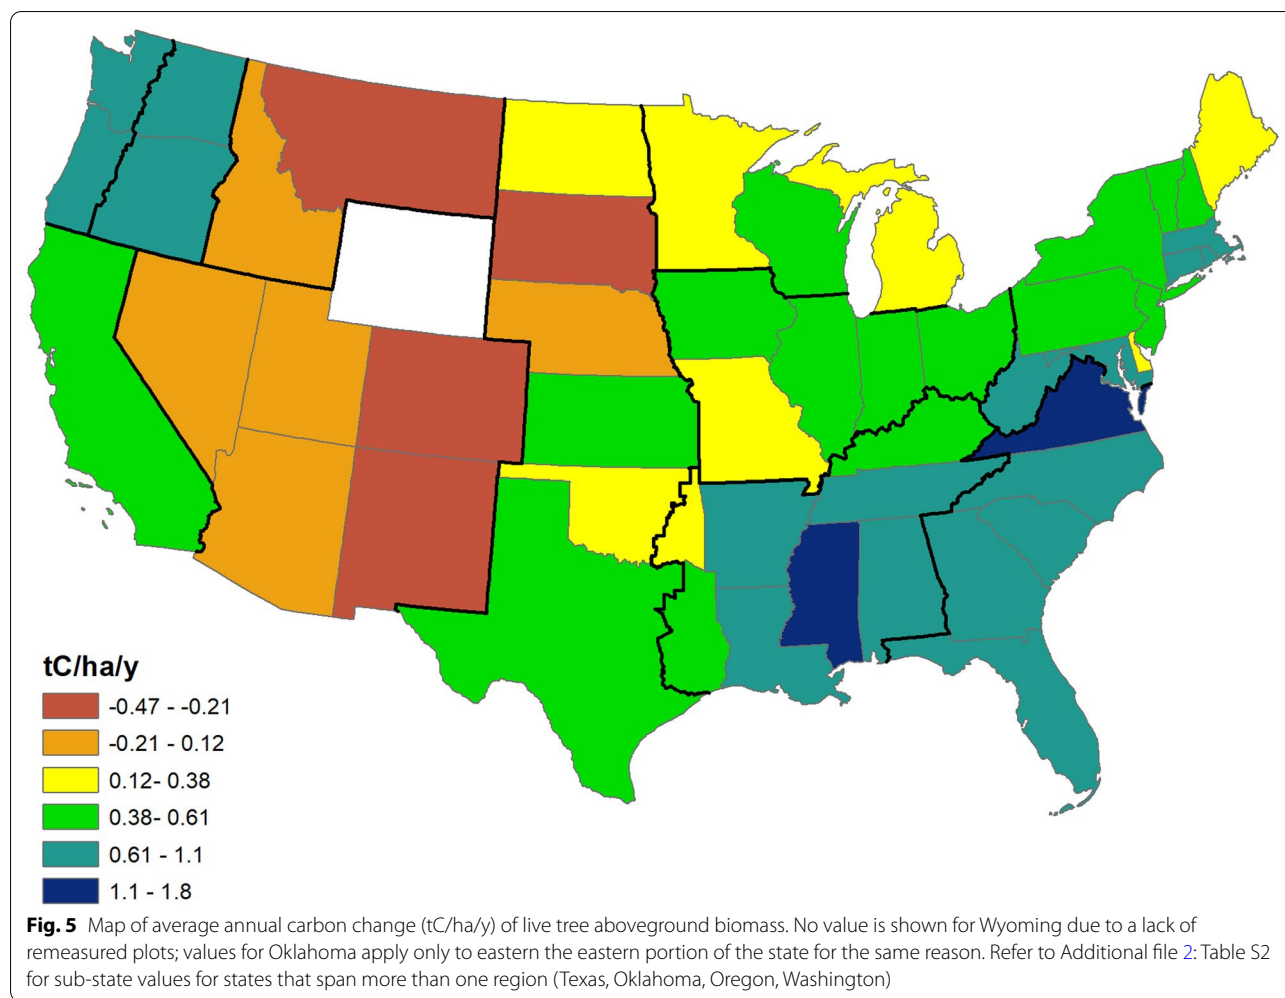 tC/ha/y
-0.47 - -0.21
-0.21 - 0.12
0.12- 0.38
0.38- 0.61
0.61 - 1.1
1.1 - 1.8
Fig. 5 Map of average annual carbon change (tC/ha/y) of live tree aboveground biomass. No value is shown for Wyoming due to a lack of
remeasured plots; values for Oklahoma apply only to eastern the eastern portion of the state for the same reason. Refer to Additional file 2: Table S2
for sub-state values for states that span more than one region (Texas, Oklahoma, Oregon, Washington)